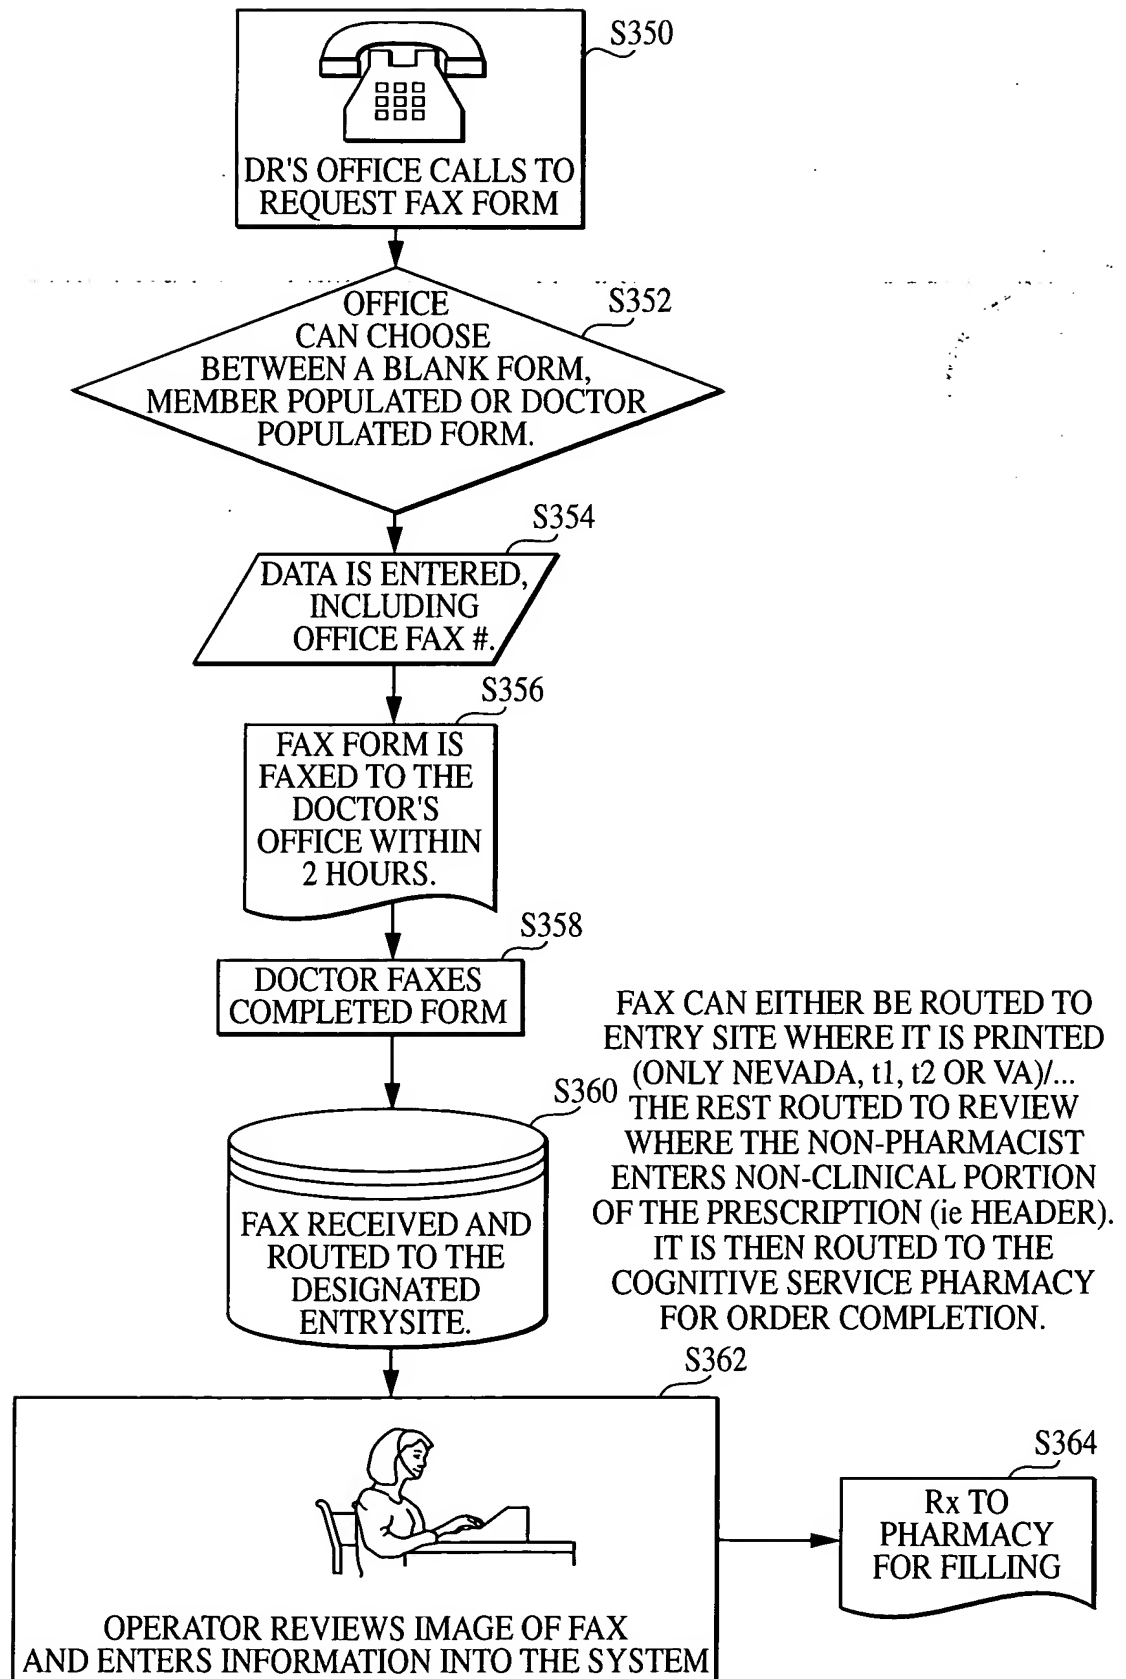 S350
DR'S OFFICE CALLS TO
REQUEST FAX FORM
S352
OFFICE
CAN CHOOSE
BETWEEN A BLANK FORM,
MEMBER POPULATED OR DOCTOR
POPULATED FORM.
S354
DATA IS ENTERED,
INCLUDING
OFFICE FAX #.
S356
FAX FORM IS
FAXED TO THE
DOCTOR'S
OFFICE WITHIN
2 HOURS.
S358
DOCTOR FAXES
COMPLETED FORM
S360
FAX RECEIVED AND
ROUTED TO THE
DESIGNATED
ENTRYSITE.
FAX CAN EITHER BE ROUTED TO
ENTRY SITE WHERE IT IS PRINTED
(ONLY NEVADA, t1, t2 OR VA)/...
THE REST ROUTED TO REVIEW
WHERE THE NON-PHARMACIST
ENTERS NON-CLINICAL PORTION
OF THE PRESCRIPTION (ie HEADER).
IT IS THEN ROUTED TO THE
COGNITIVE SERVICE PHARMACY
FOR ORDER COMPLETION.
S362
OPERATOR REVIEWS IMAGE OF FAX
AND ENTERS INFORMATION INTO THE SYSTEM
S364
Rx TO
PHARMACY
FOR FILLING